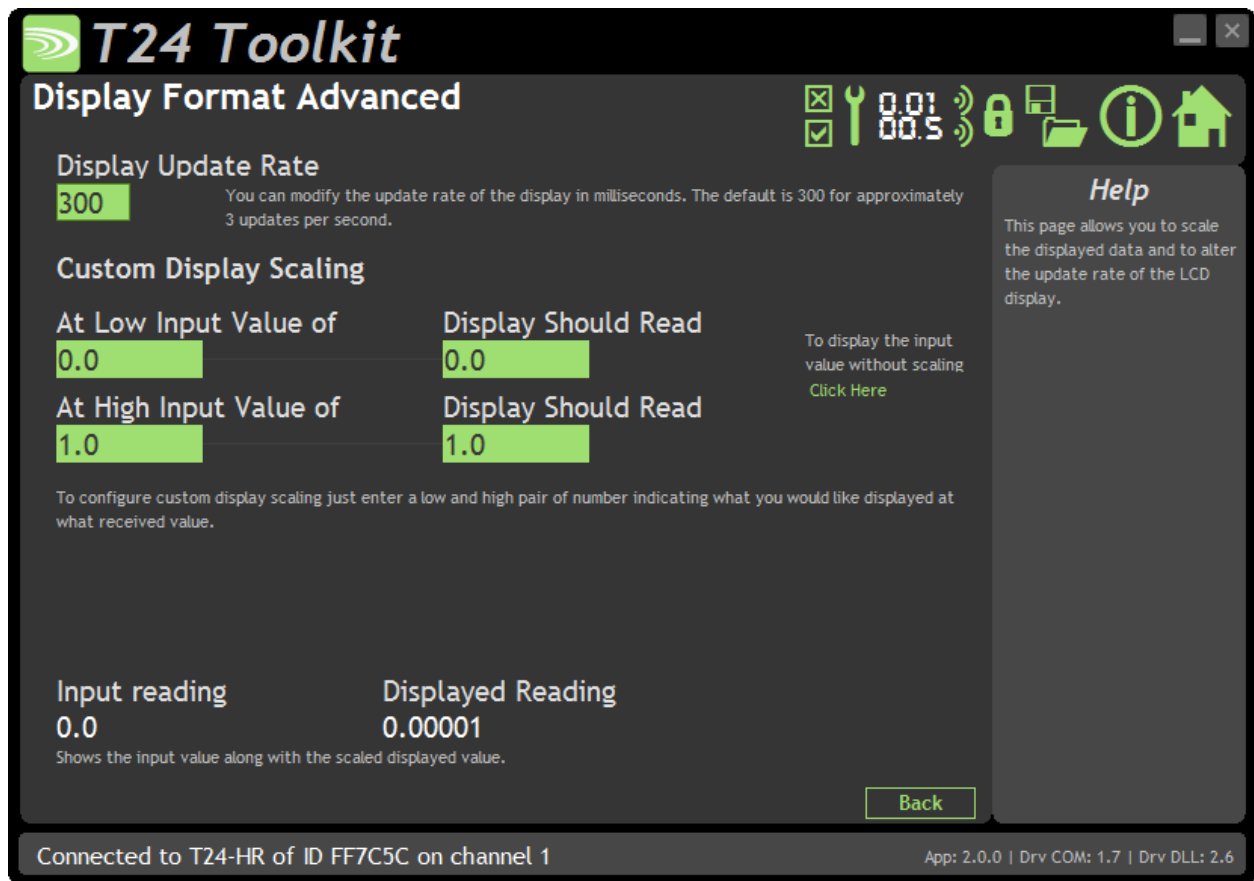 T24 Toolkit
Display Format Advanced
0.01
00.5
Display Update Rate
300
You can modify the update rate of the display in milliseconds. The default is 300 for approximately
3 updates per second.
Custom Display Scaling
At Low Input Value of
Display Should Read
0.0
0.0
At High Input Value of
Display Should Read
1.0
1.0
To display the input
value without scaling
Click Here
To configure custom display scaling just enter a low and high pair of number indicating what you would like displayed at
what received value.
Input reading
Displayed Reading
0.0
0.00001
Shows the input value along with the scaled displayed value.
Back
Help
This page allows you to scale
the displayed data and to alter
the update rate of the LCD
display.
Connected to T24-HR of ID FF7C5C on channel 1
App: 2.0.0 | Drv COM: 1.7 | Drv DLL: 2.6